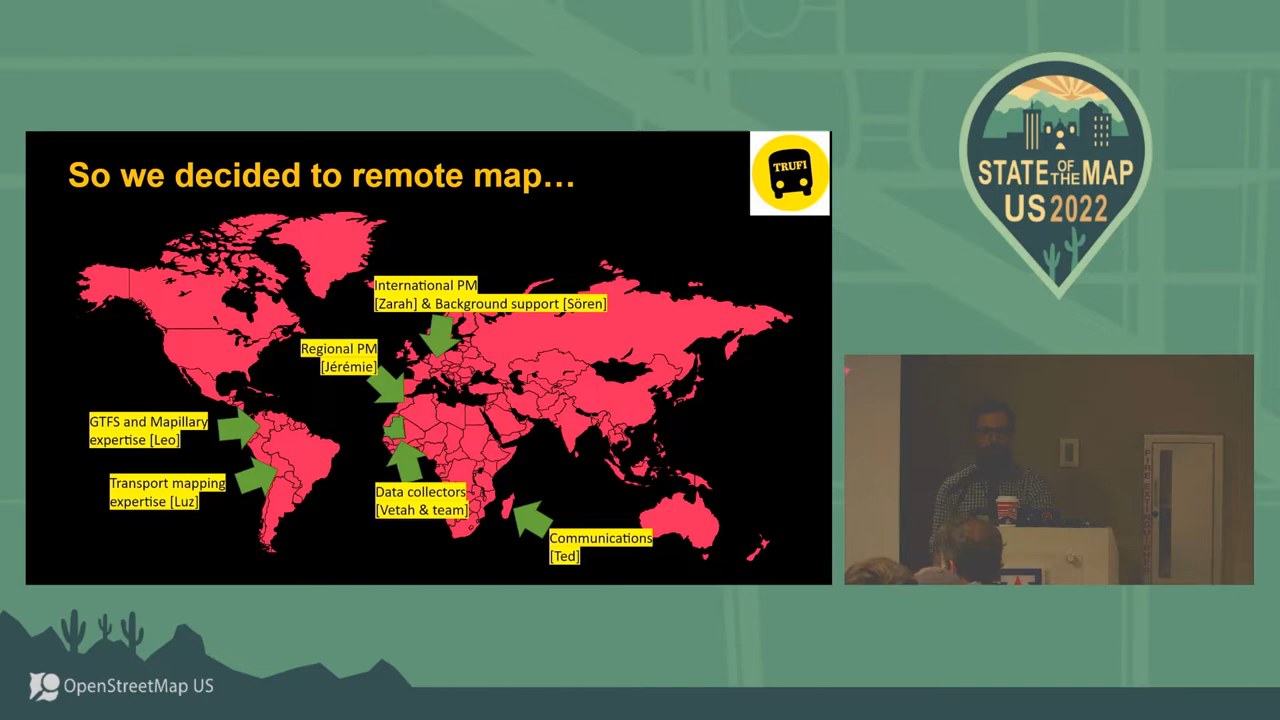 So we decided to remote map…
TRUFI
International PM
[Zarah] & Background support [Sören]
Regional PM
[Jérémie]
GTFS and Mapillary
expertise [Leo]
Transport mapping
expertise [Luz]
Data collectors
[Vetah & team]
Communications
[Ted]
STATE OF THE MAP
US 2022
OpenStreetMap US